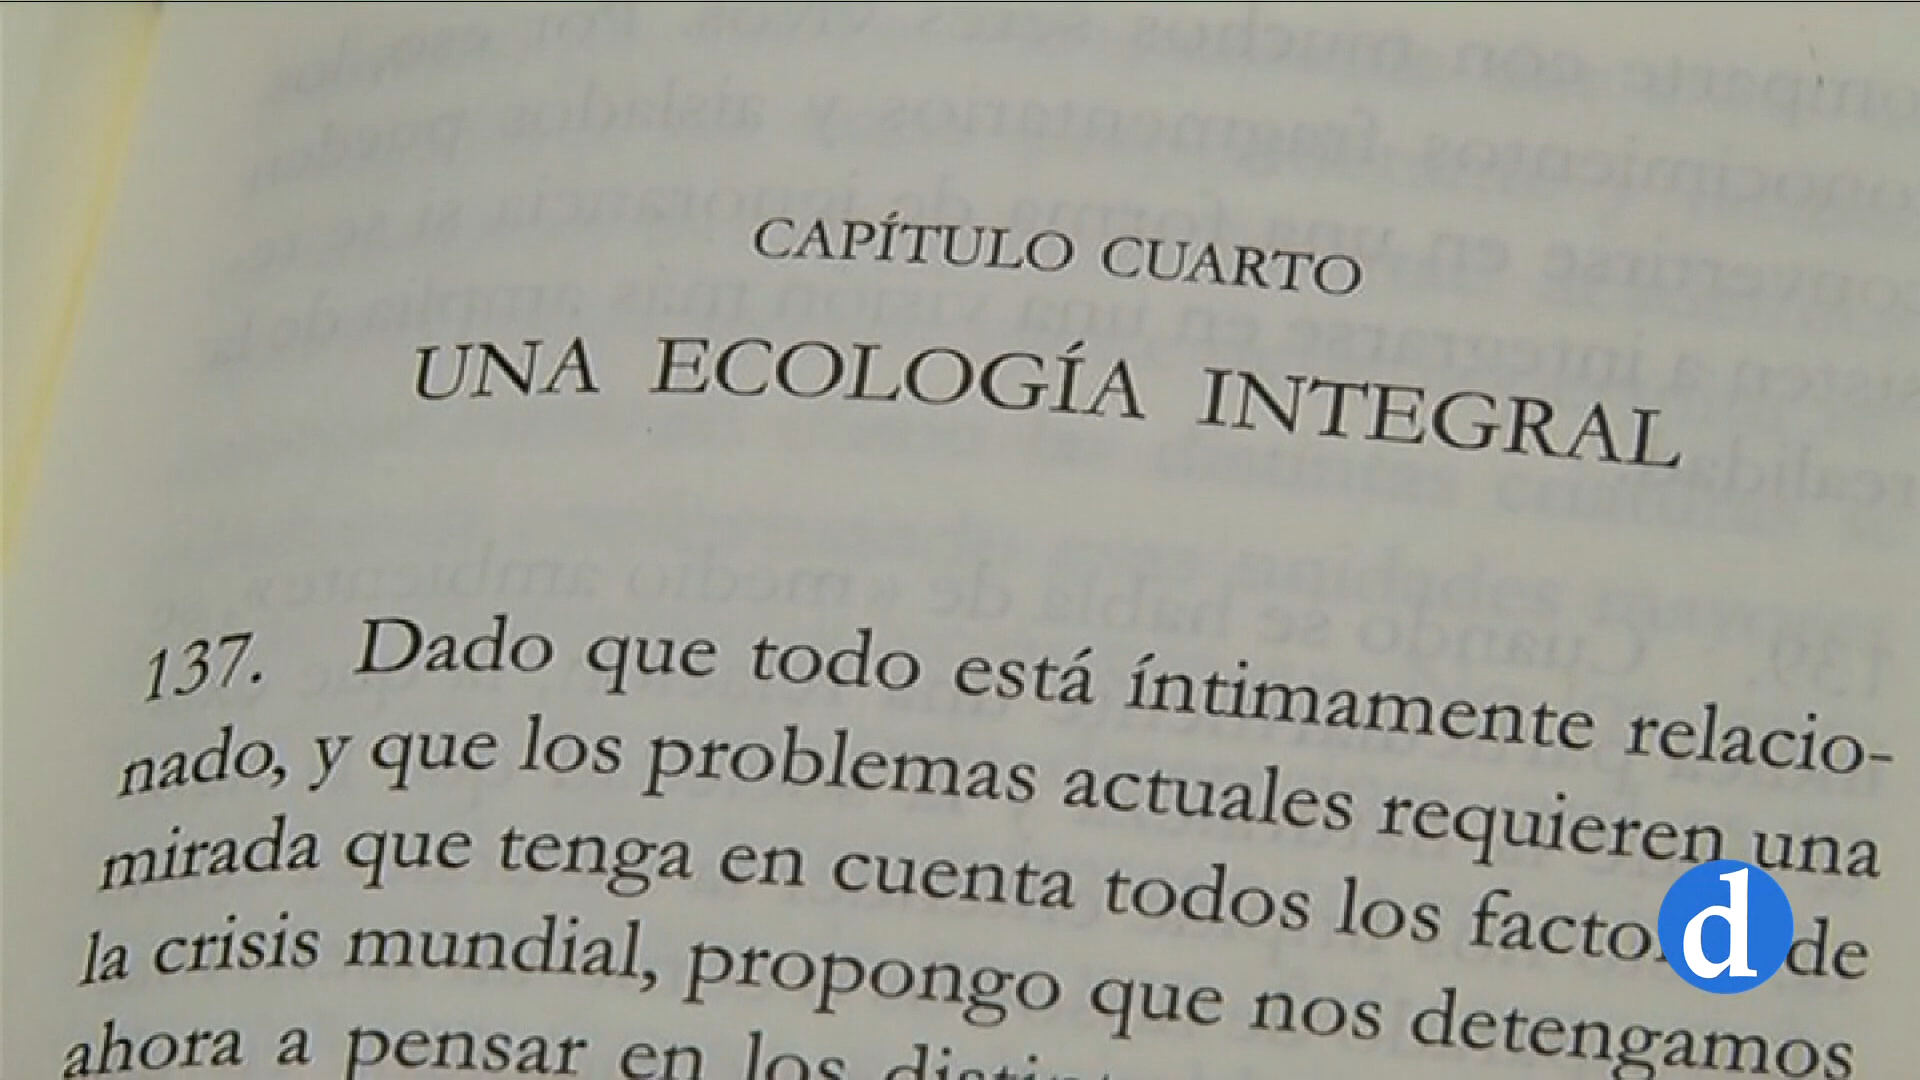 CAPÍTULO CUARTO
UNA ECOLOGÍA INTEGRAL
137. Dado que todo está íntimamente relacio-
nado, y que los problemas actuales requieren una
mirada que tenga en cuenta todos los de
la crisis mundial, propongo que nos detengamos
ahora a pensar en los
d